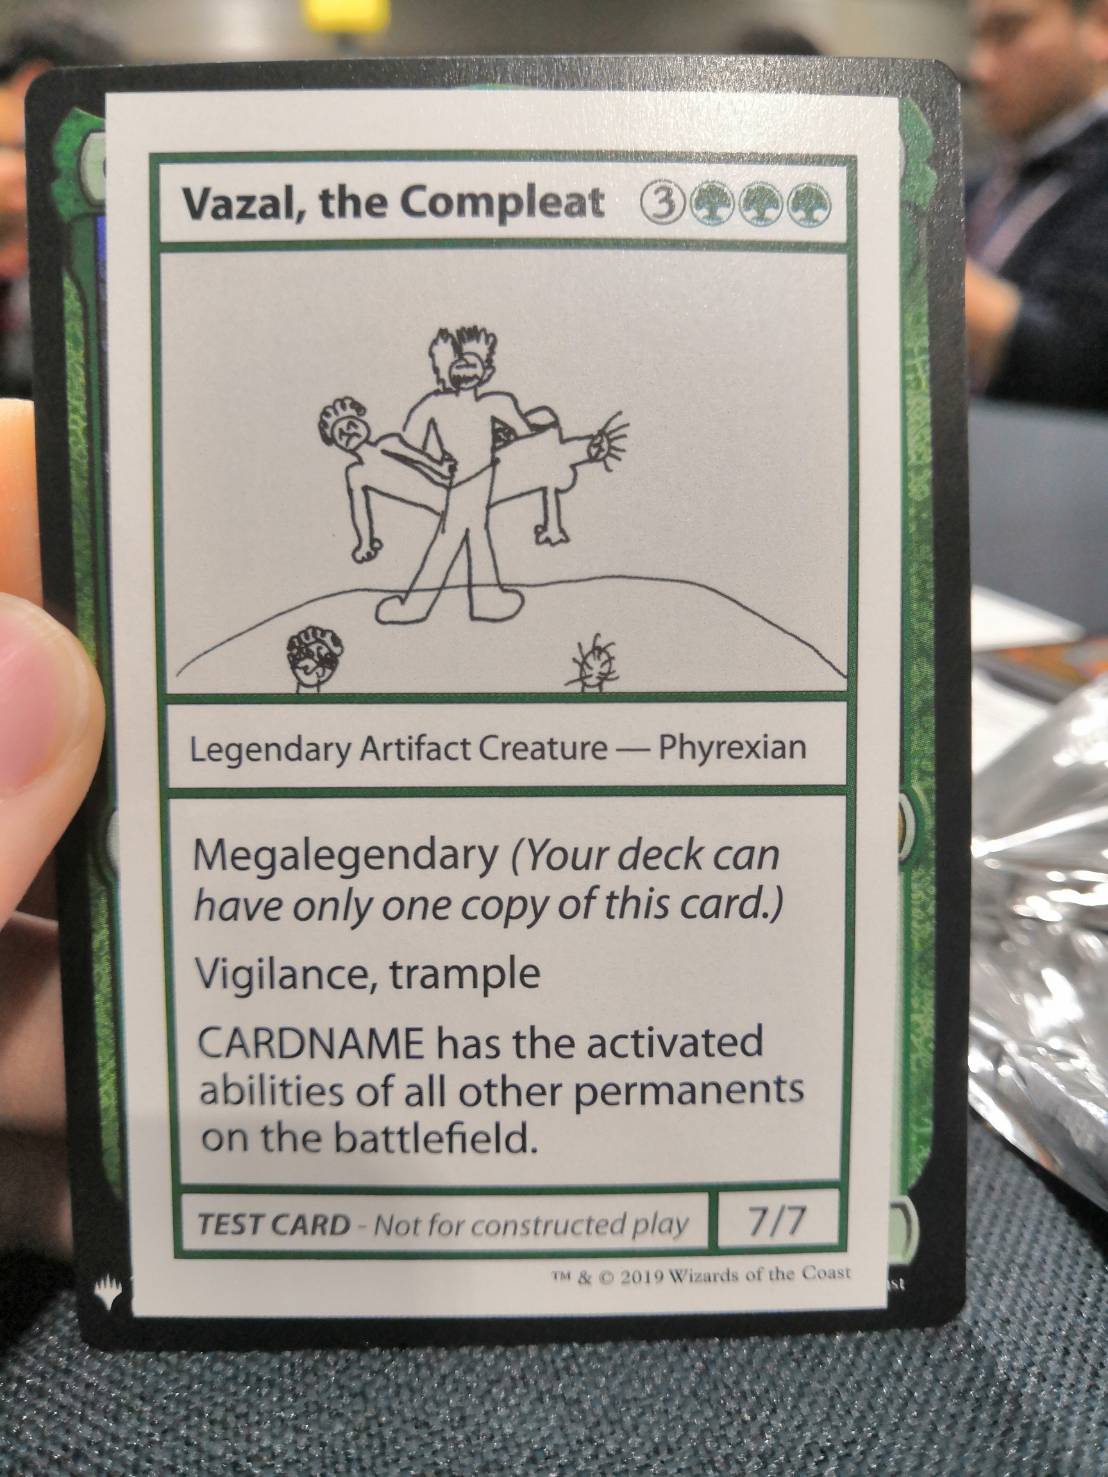 Vazal, the Compleat 3
Legendary Artifact Creature — Phyrexian
Megalegendary (Your deck can
have only one copy of this card.)
Vigilance, trample
CARDNAME has the activated
abilities of all other permanents
on the battlefield.
TEST CARD - Not for constructed play 7/7
™ & © 2019 Wizards of the Coast
st